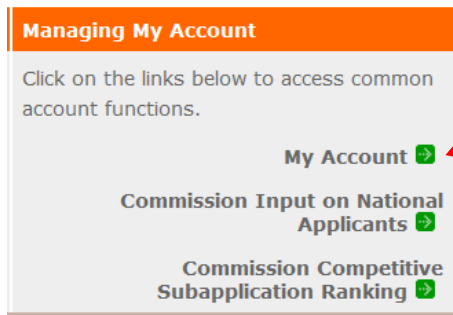 Managing My Account
Click on the links below to access common
account functions.
My Account
Commission Input on National
Applicants
Commission Competitive
Subapplication Ranking